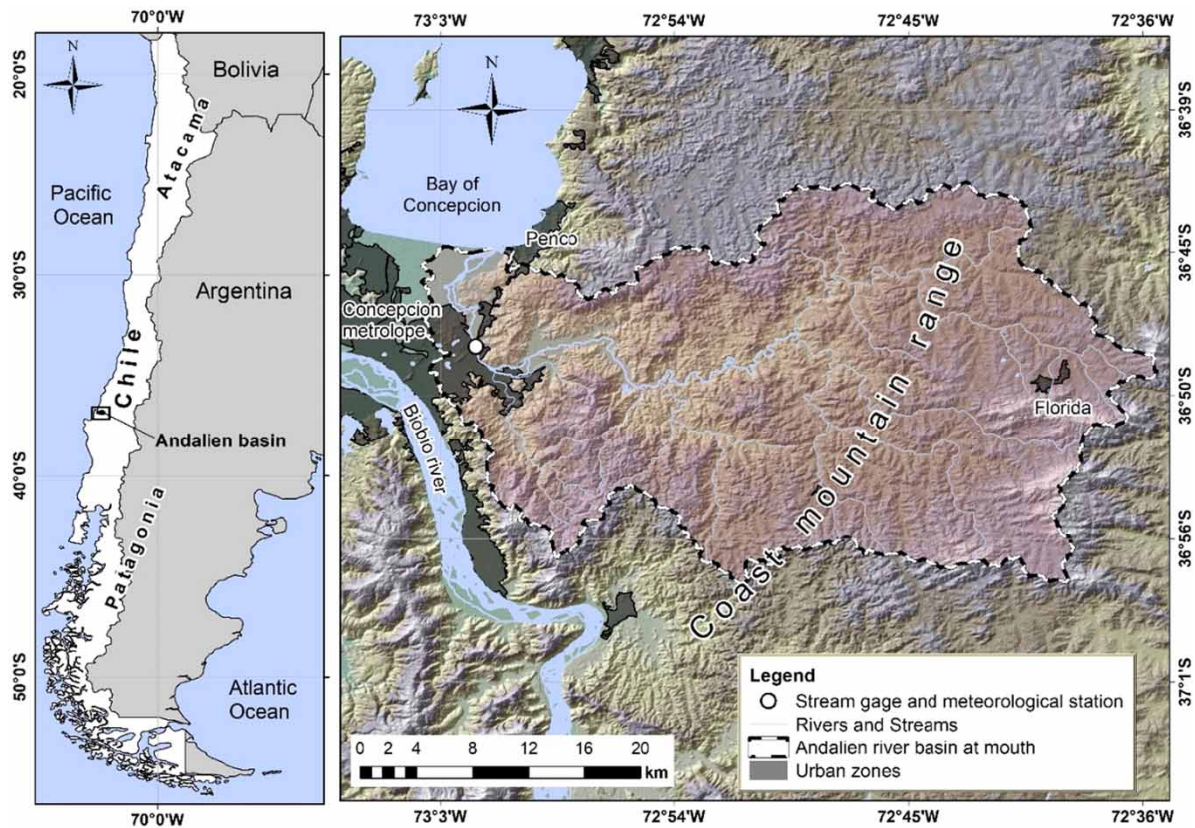 70°0'W
N
20°0'S
30°0'S
40°0'S
50°0'S
Bolivia
Atacama
Pacific
Ocean
Argentina
Chile
Andalien basin
Patagonia
Atlantic
Ocean
70°0'W
73°3'W
72°54'W
72°45'W
72°36'W
N
36°39'S
36°45'S
36°50'S
36°56'S
37°1'S
Bay of
Concepcion
Penco
Concepcion
metrolope
Biobio river
Coast mountain range
Florida
Legend
Stream gage and meteorological station
Rivers and Streams
Andalien river basin at mouth
Urban zones
0 2 4 8 12 16 20
km
73°3'W
72°54'W
72°45'W
72°36'W